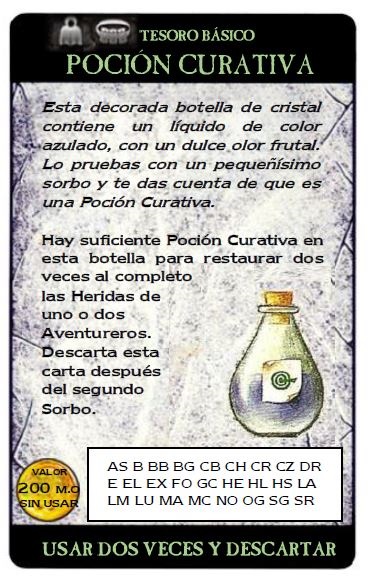 TESORO BÁSICO
POCIÓN CURATIVA
Esta decorada botella de cristal
contiene un líquido de color
azulado, con un dulce olor frutal.
Lo pruebas con un pequeñísimo
sorbo y te das cuenta de que es
una Poción Curativa.
Hay suficiente Poción Curativa en
esta botella para restaurar dos
veces al completo
las Heridas de
uno o dos
Aventureros.
Descarta esta
carta después
del segundo
Sorbo.
VALOR
200 M.O
SIN USAR
AS B BB BG CB CH CR CZ DR
E EL EX FO GC HE HL HS LA
LM LU MA MC NO OG SG SR
USAR DOS VECES Y DESCARTAR